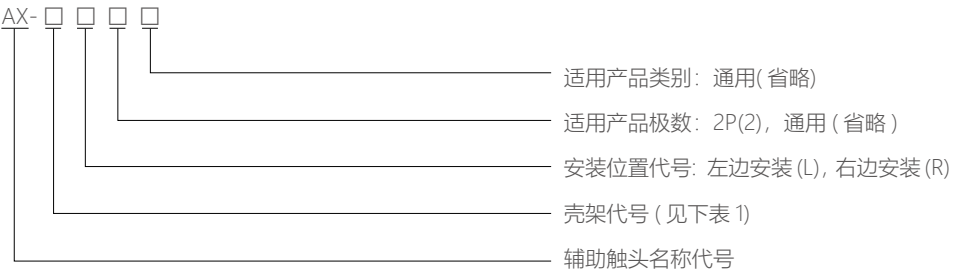 AX-□ □ □ □
适用产品类别：通用( 省略)
适用产品极数：2P(2)，通用 ( 省略 )
安装位置代号: 左边安装 (L), 右边安装 (R)
壳架代号 ( 见下表 1)
辅助触头名称代号